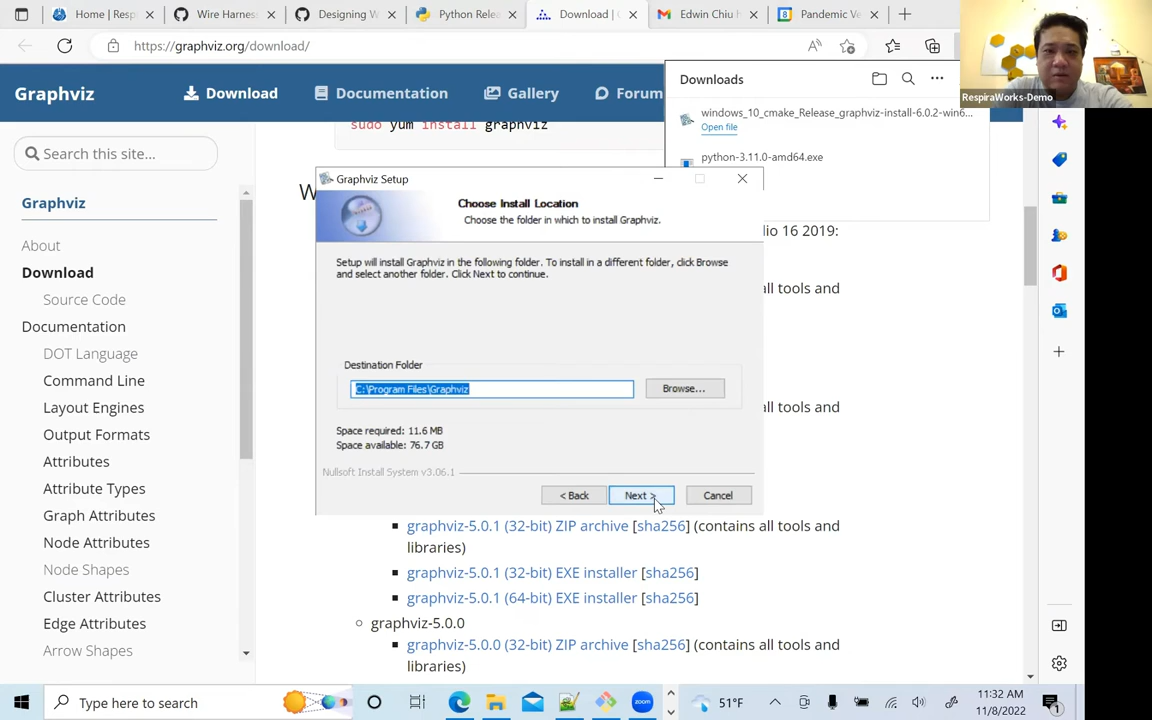 Home | Resp
Wire Harnes
Designing W
Python Relea
Download |
Edwin Chiu h
Pandemic Ve
https://graphviz.org/download/
Graphviz
Download
Documentation
Gallery
Forum
Downloads
windows_10_cmake_Release_graphviz-install-6.0.2-win6...
Open file
python-3.11.0-amd64.exe
RespiraWorks-Demo
sudo yum install graphviz
Search this site...
W
Graphviz
About
Download
Source Code
Documentation
DOT Language
Command Line
Layout Engines
Output Formats
Attributes
Attribute Types
Graph Attributes
Node Attributes
Node Shapes
Cluster Attributes
Edge Attributes
Arrow Shapes
Graphviz Setup
Choose Install Location
Choose the folder in which to install Graphviz.
Setup will install Graphviz in the following folder. To install in a different folder, click Browse
and select another folder. Click Next to continue.
Destination Folder
C:\Program Files\Graphviz
Browse...
Space required: 11.6 MB
Space available: 76.7 GB
Nullsoft Install System v3.06.1
< Back
Next >
Cancel
dio 16 2019:
all tools and
all tools and
graphviz-5.0.1 (32-bit) ZIP archive [sha256] (contains all tools and
libraries)
graphviz-5.0.1 (32-bit) EXE installer [sha256]
graphviz-5.0.1 (64-bit) EXE installer [sha256]
graphviz-5.0.0
graphviz-5.0.0 (32-bit) ZIP archive [sha256] (contains all tools and
libraries)
Type here to search
51°F
11:32 AM
11/8/2022
1